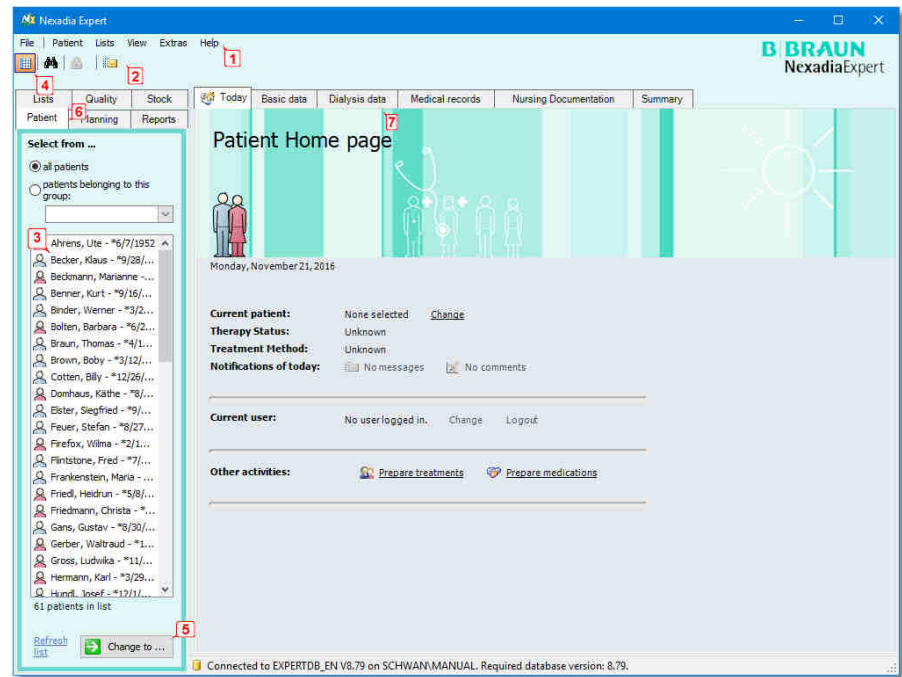 Nexadia Expert
File Patient Lists View Extras Help
1
2
B BRAUN
NexadiaExpert
4
Lists Quality Stock
Patient Planning Reports
6
Today Basic data Dialysis data Medical records Nursing Documentation Summary
7
Select from ...
all patients
patients belonging to this
group:
3
Ahrens, Ute - *6/7/1952
Becker, Klaus - *9/28/...
Beckmann, Marianne -...
Benner, Kurt - *9/16/...
Binder, Werner - *3/2...
Bolten, Barbara - *6/2...
Braun, Thomas - *4/1...
Brown, Boby - *3/12/...
Cotten, Billy - *12/26/...
Domhaus, Käthe - *8/...
Elster, Siegfried - *9/...
Feuer, Stefan - *8/27...
Firefox, Wilma - *2/1...
Flintstone, Fred - *7/...
Frankenstein, Maria - ...
Friedl, Heidrun - *5/8/...
Friedmann, Christa - *...
Gans, Gustav - *8/30/...
Gerber, Waltraud - *1...
Gross, Ludwika - *11/...
Hermann, Karl - *3/29...
Hundl, Josef - *12/1/...
61 patients in list
5
Refresh
list
Change to ...
Patient Home page
Monday, November 21, 2016
Current patient: None selected Change
Therapy Status: Unknown
Treatment Method: Unknown
Notifications of today: No messages No comments
Current user: No user logged in. Change Logout
Other activities: Prepare treatments Prepare medications
Connected to EXPERTDB_EN V8.79 on SCHWAN\MANUAL. Required database version: 8.79.